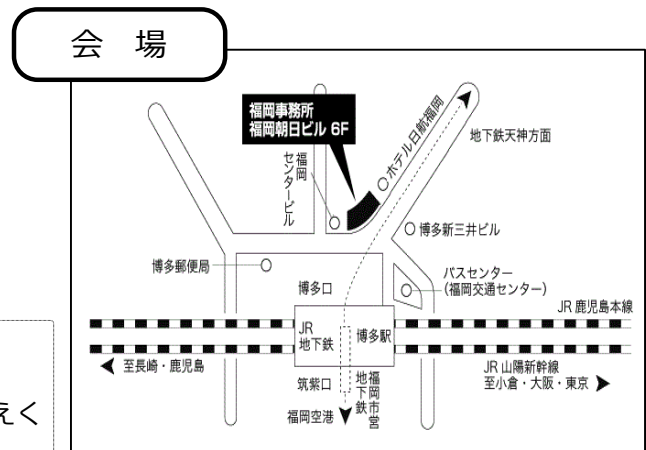 会　場
福岡事務所
福岡朝日ビル 6F
ホテル日航福岡
地下鉄天神方面
福岡
センタービル
博多新三井ビル
博多郵便局
バスセンター
(福岡交通センター)
博多口
JR 鹿児島本線
JR
地下鉄
博多駅
至長崎・鹿児島
JR 山陽新幹線
至小倉・大阪・東京
筑紫口
福岡市営
地下鉄
福岡空港
えく